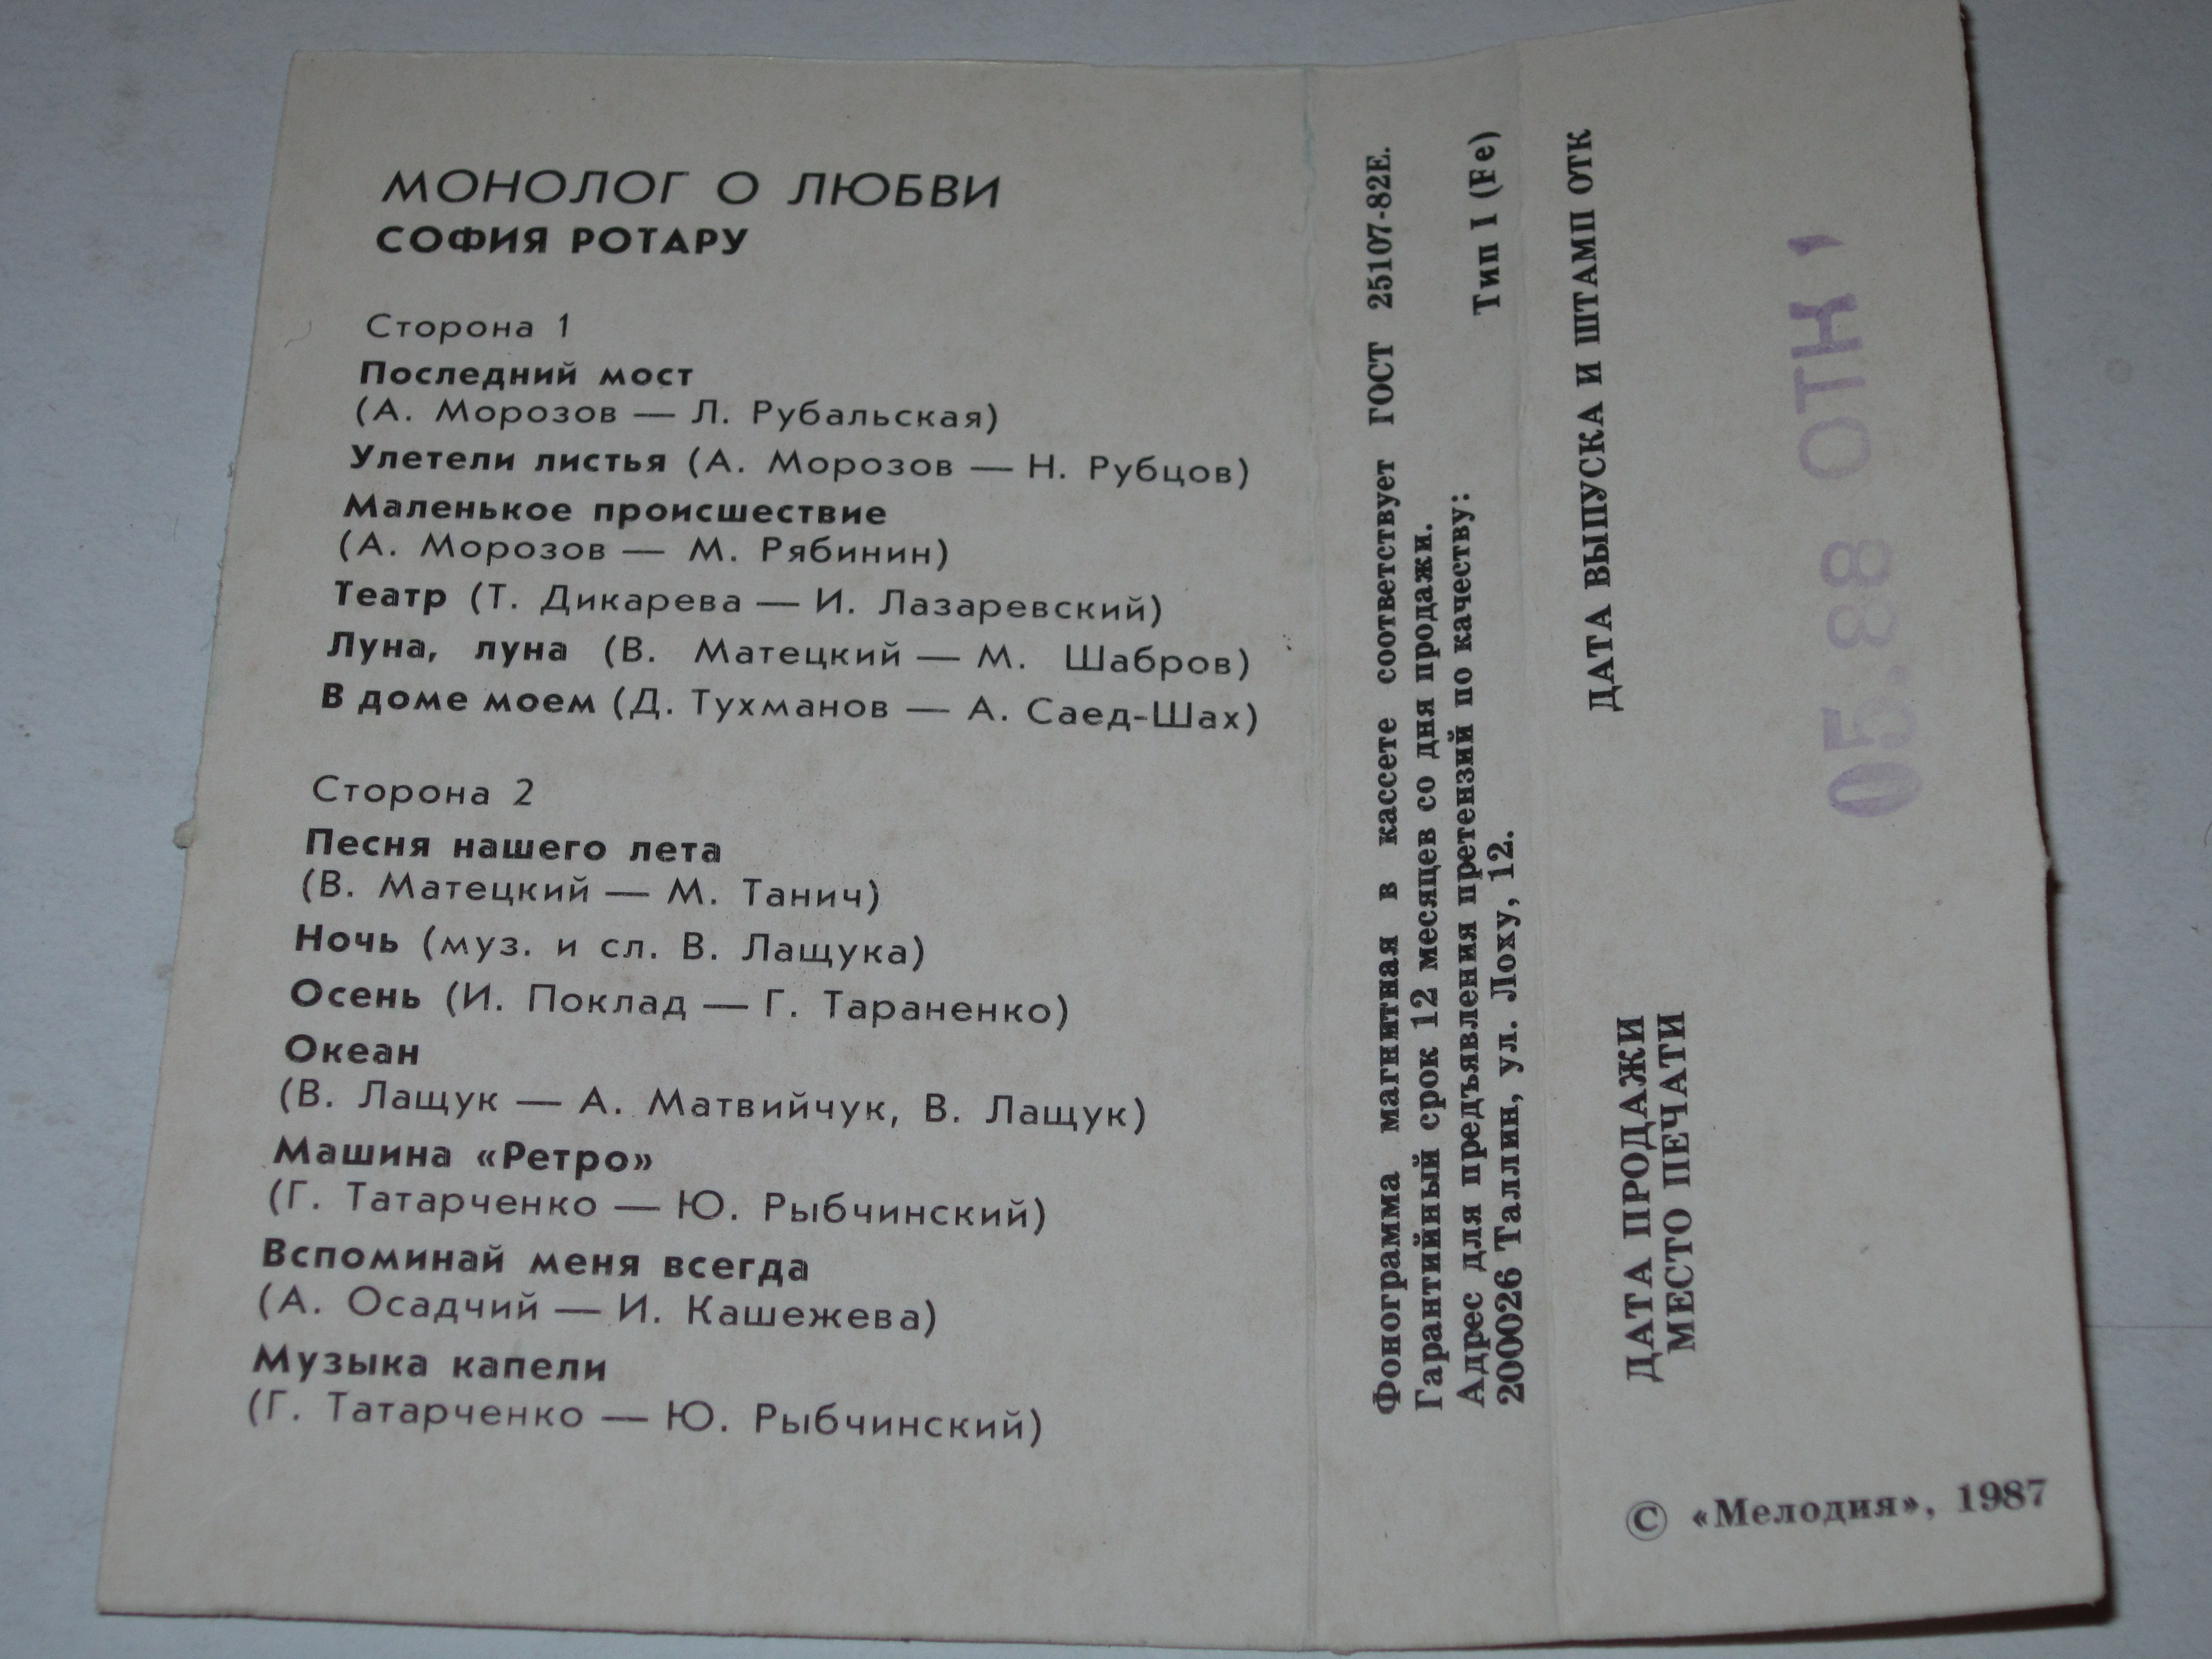 МОНОЛОГ О ЛЮБВИ
СОФИЯ РОТАРУ
Сторона 1
Последний мост
(А. Морозов — Л. Рубальская)
Улетели листья (А. Морозов — Н. Рубцов)
Маленькое происшествие
(А. Морозов — М. Рябинин)
Театр (Т. Дикарева — И. Лазаревский)
Луна, луна (В. Матецкий — М. Шабров)
В доме моем (Д. Тухманов — А. Саед-Шах)
Сторона 2
Песня нашего лета
(В. Матецкий — М. Танич)
Ночь (муз. и сл. В. Лащука)
Осень (И. Поклад — Г. Тараненко)
Океан
(В. Лащук — А. Матвийчук, В. Лащук)
Машина «Ретро»
(Г. Татарченко — Ю. Рыбчинский)
Вспоминай меня всегда
(А. Осадчий — И. Кашежева)
Музыка капели
(Г. Татарченко — Ю. Рыбчинский)
Фонограмма магнитная в кассете соответствует ГОСТ 25107-82Е.
Гарантийный срок 12 месяцев со дня продажи.
Адрес для предъявления претензий по качеству:
200026 Таллин, ул. Лоху, 12.
Тип I (Fe)
ДАТА ВЫПУСКА И ШТАМП ОТК
05.88 ОТК 1
ДАТА ПРОДАЖИ
МЕСТО ПЕЧАТИ
© «Мелодия», 1987